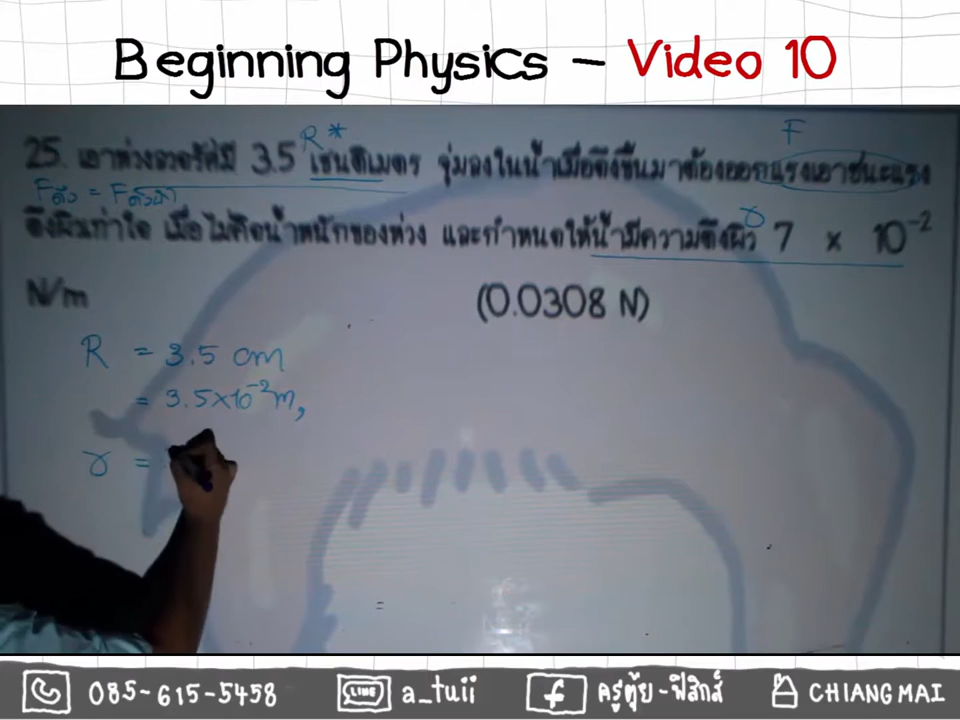 Beginning Physics – Video 10
R * F
25. เอาห่วงลวดรัศมี 3.5 เซนติเมตร จุ่มลงในน้ำเมื่อดึงขึ้นมาต้องออกแรงเอาชนะแรง
Fดึง = Fตึงผิว γ
ดึงผิวเท่าใด เมื่อไม่คิดน้ำหนักของห่วง และกำหนดให้น้ำมีความตึงผิว 7 x 10⁻²
N/m (0.0308 N)
R = 3.5 cm
= 3.5×10⁻² m,
γ =
085-615-5458 LINE a_tuii f ครูตุ้ย-ฟิสิกส์ CHIANG MAI